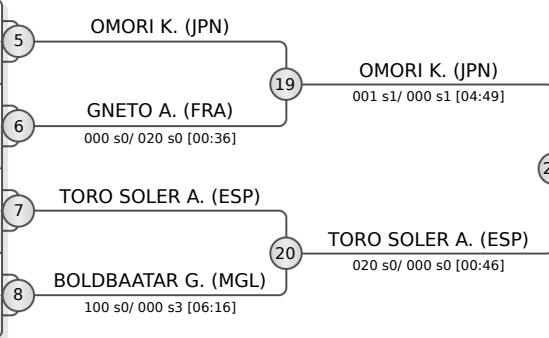 OMORI K. (JPN)
5
19
OMORI K. (JPN)
001 s1/ 000 s1 [04:49]
GNETO A. (FRA)
6
000 s0/ 020 s0 [00:36]
2
TORO SOLER A. (ESP)
7
20
TORO SOLER A. (ESP)
020 s0/ 000 s0 [00:46]
BOLDBAATAR G. (MGL)
8
100 s0/ 000 s3 [06:16]